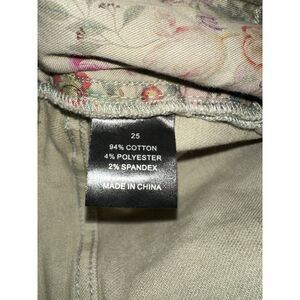 25
94% COTTON
4% POLYESTER
2% SPANDEX
MADE IN CHINA